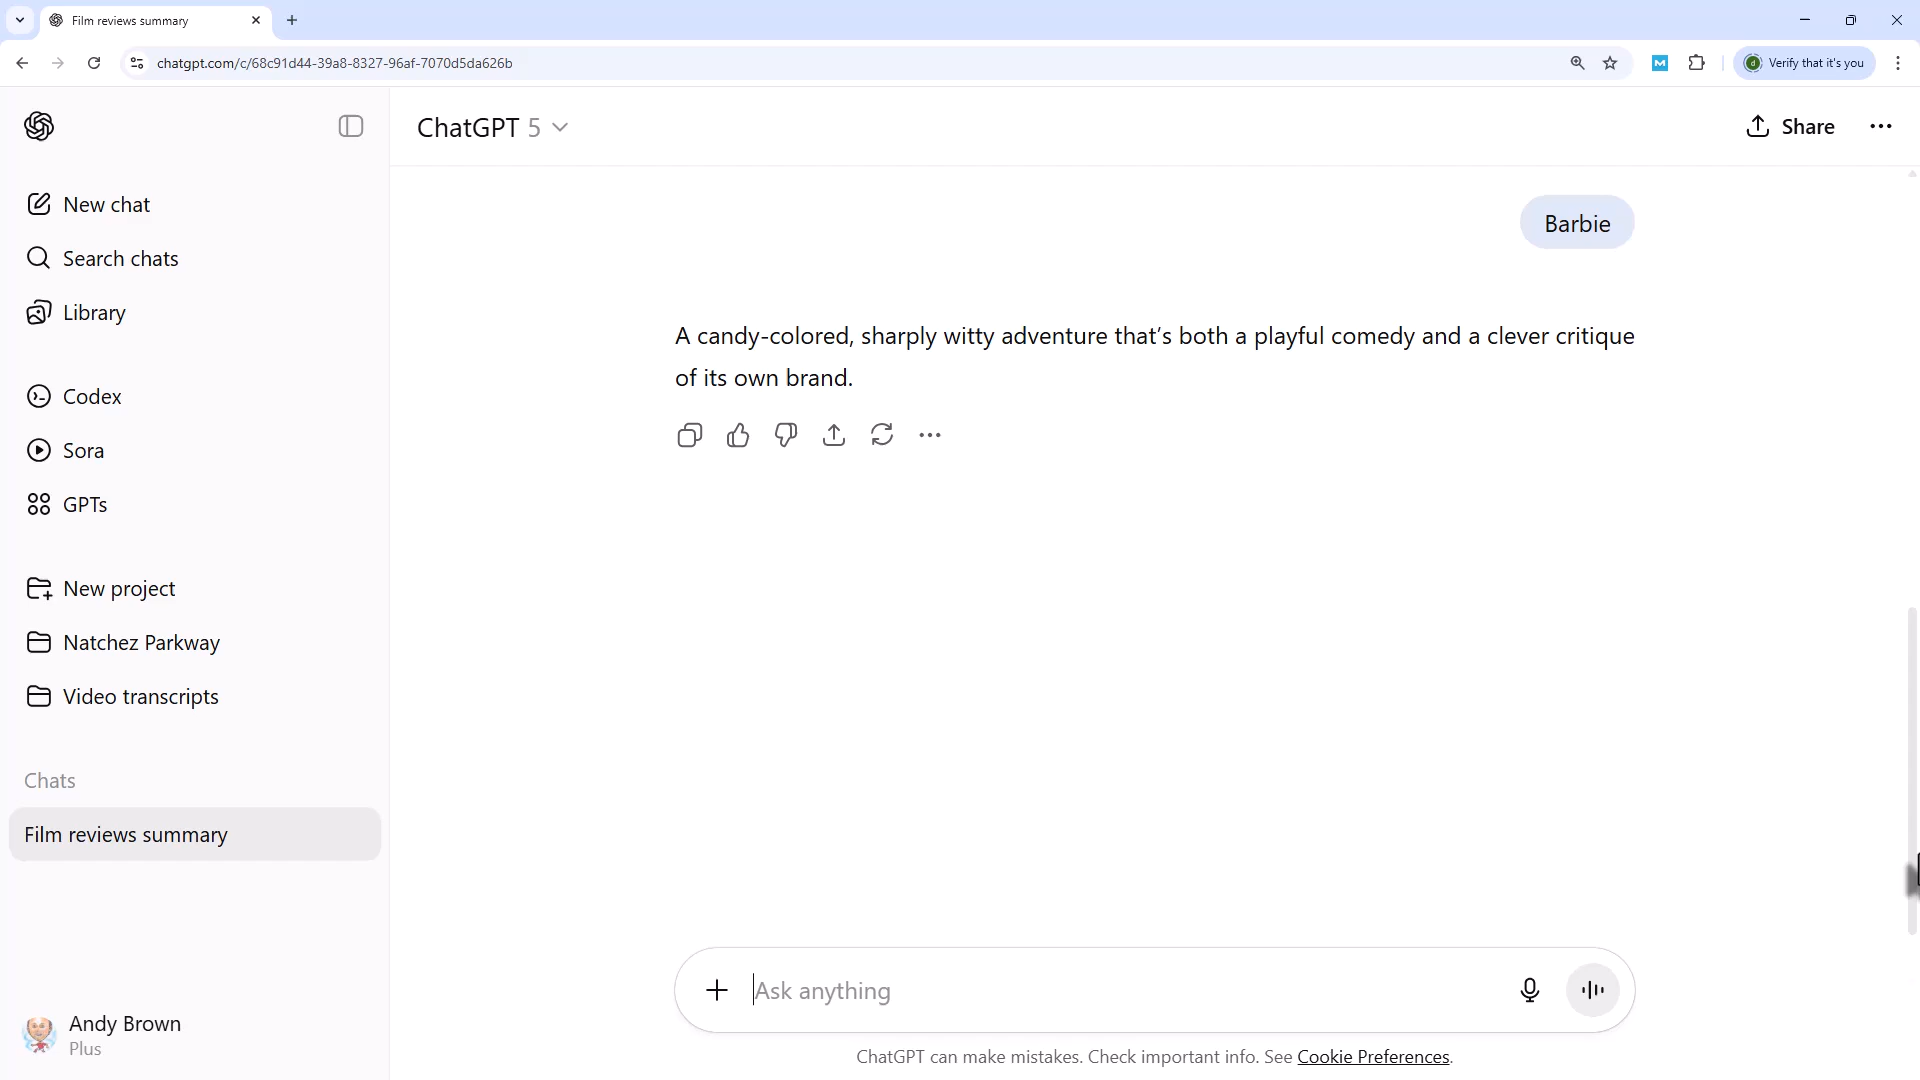 Film reviews summary
chatgpt.com/c/68c91d44-39a8-8327-96af-7070d5da626b
M
d
Verify that it's you
ChatGPT 5
Share
New chat
Search chats
Library
Codex
Sora
GPTs
New project
Natchez Parkway
Video transcripts
Chats
Film reviews summary
Andy Brown
Plus
Barbie
A candy-colored, sharply witty adventure that’s both a playful comedy and a clever critique
of its own brand.
Ask anything
ChatGPT can make mistakes. Check important info. See Cookie Preferences.